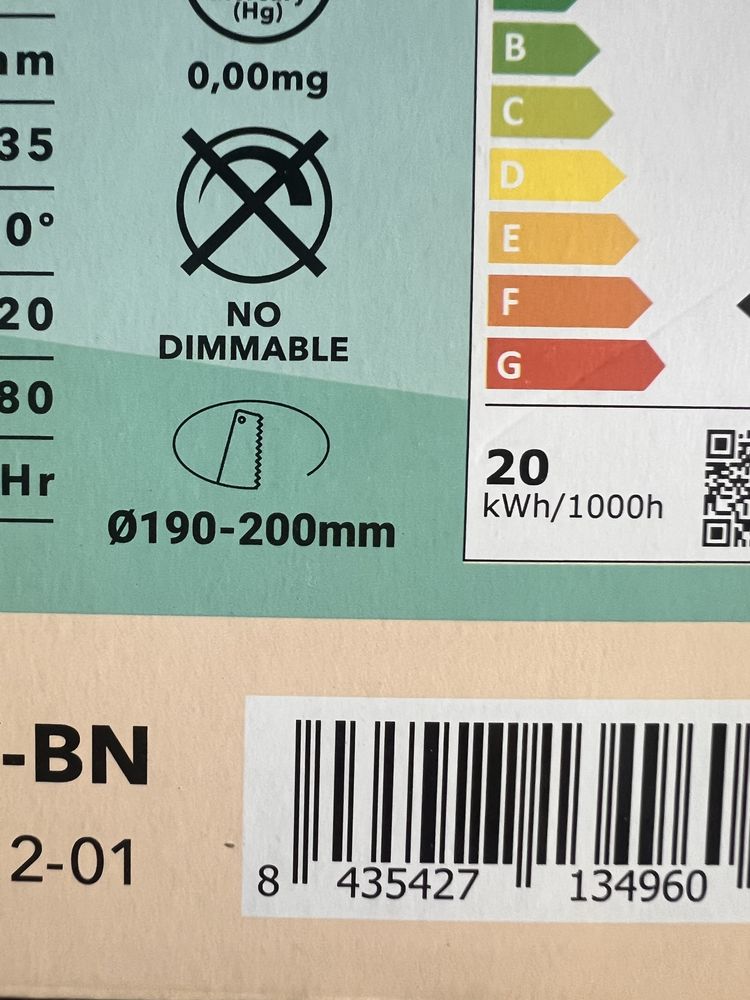 (Hg)
0,00mg
NO
DIMMABLE
Ø190-200mm
mm
35
0°
20
80
Hr
B
C
D
E
F
G
20
kWh/1000h
-BN
2-01
8 435427 134960